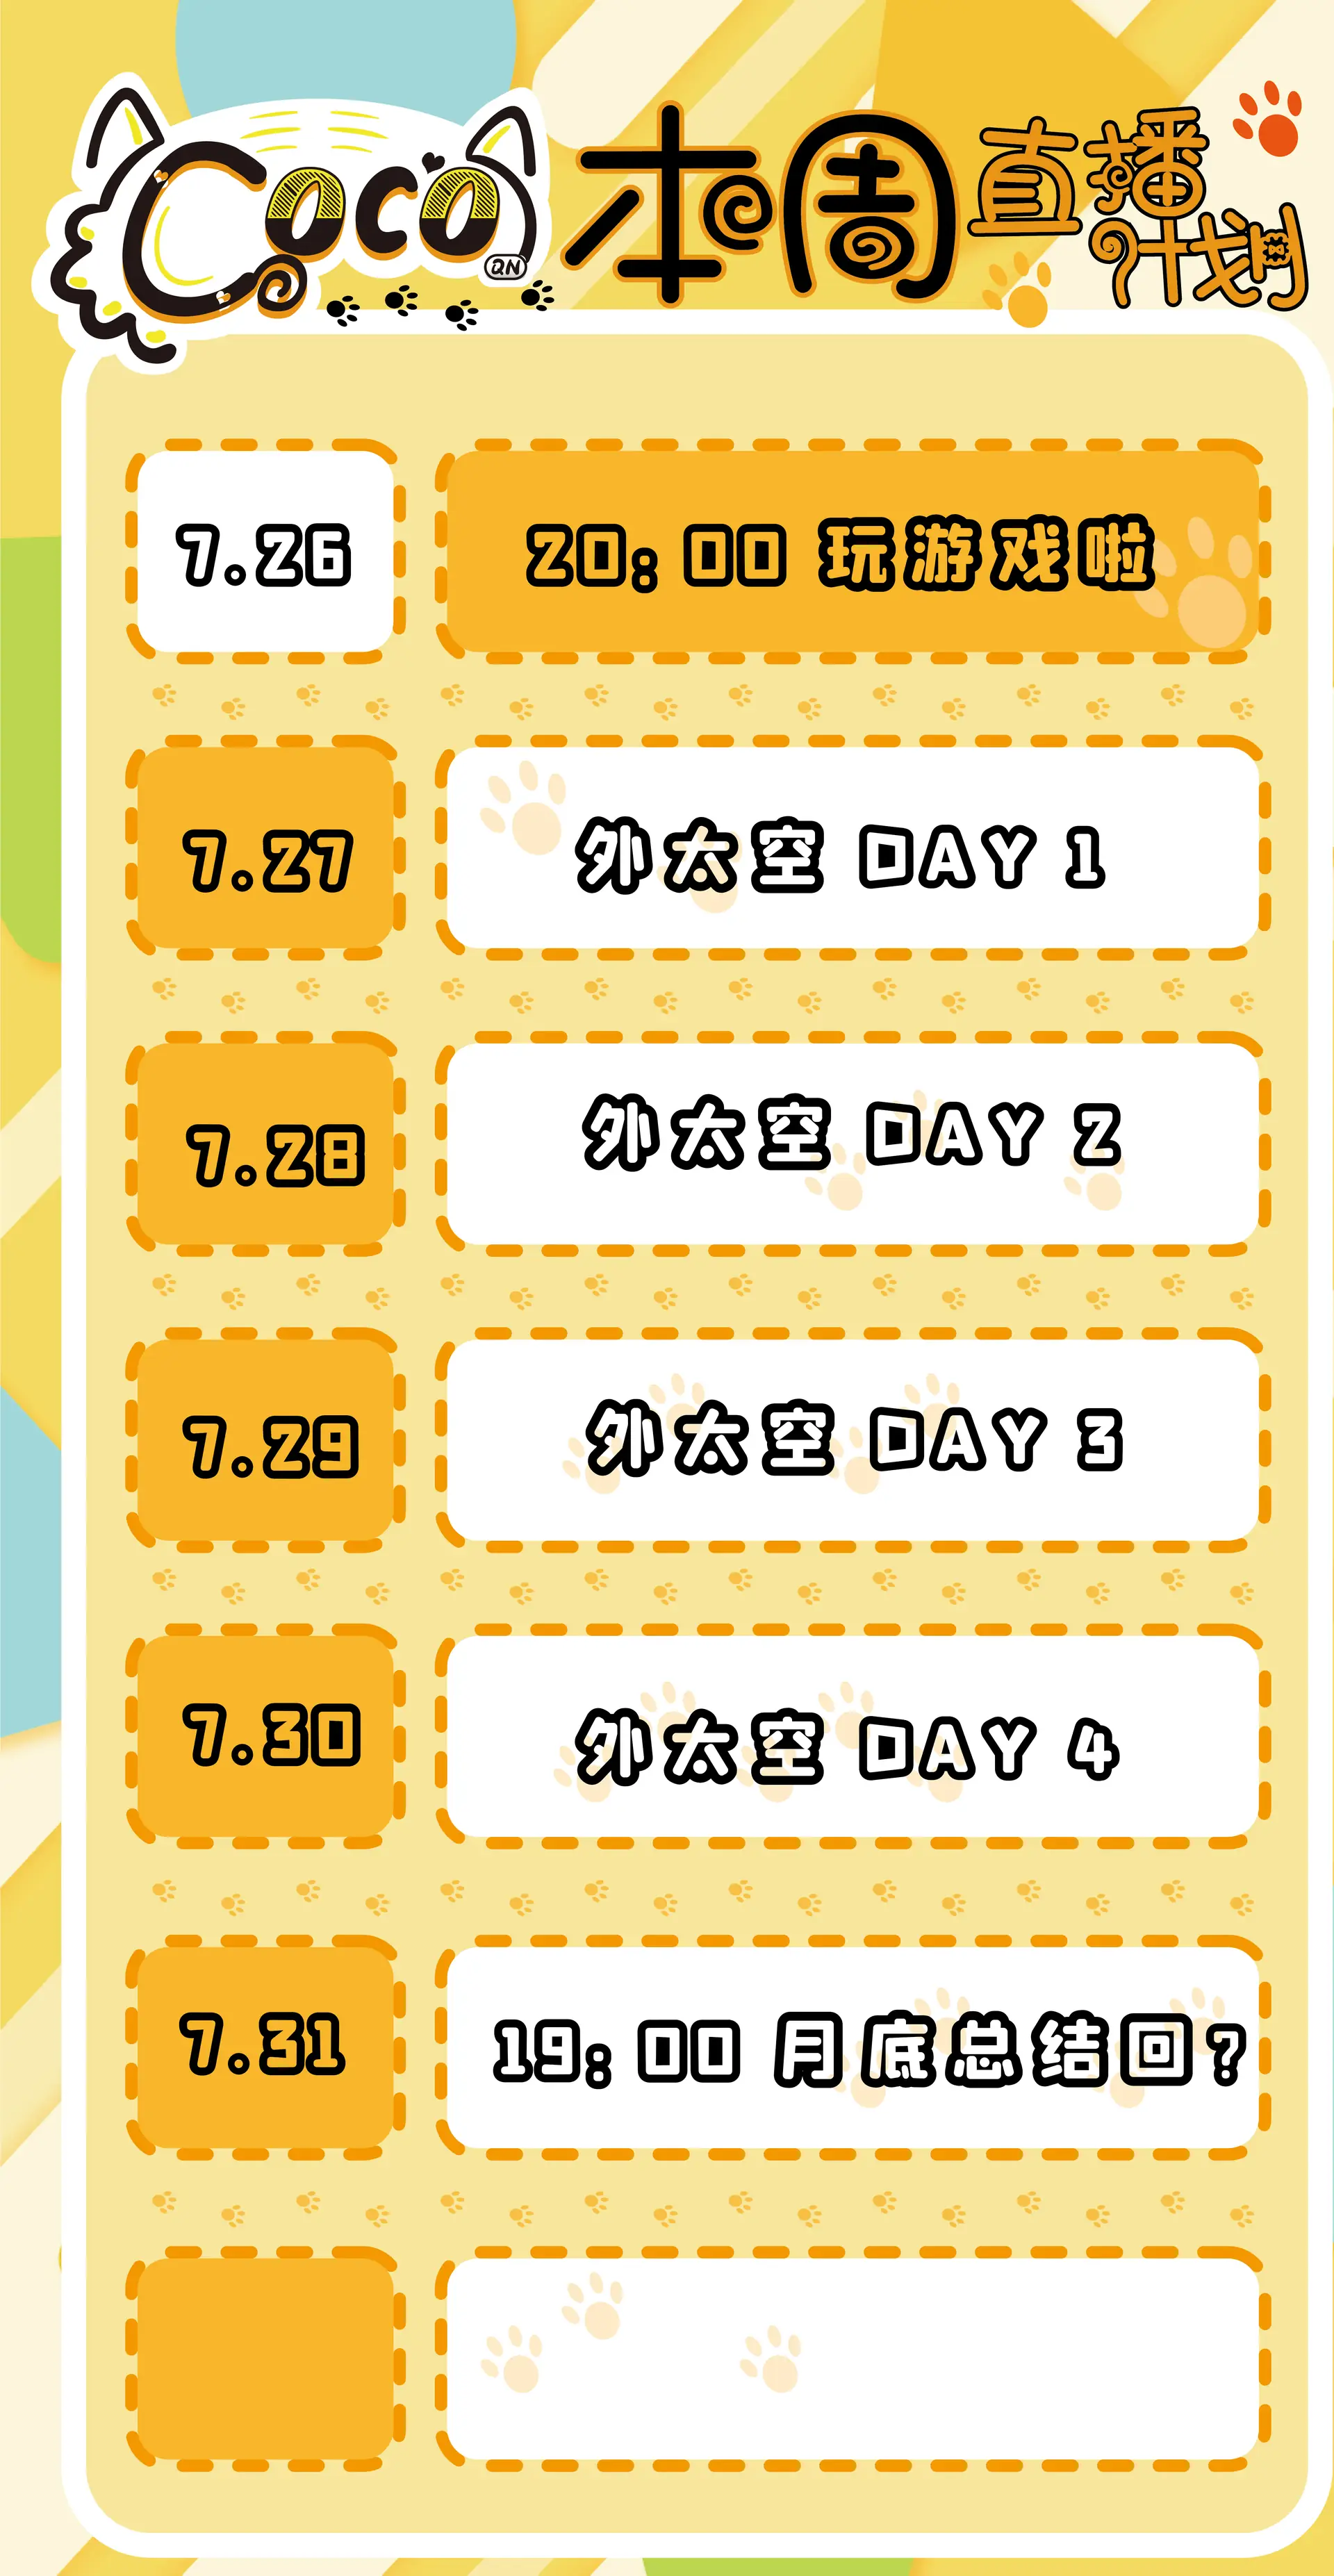 Coco
QN
本周直播计划
7.26
20:00 玩游戏啦
7.27
外太空 DAY 1
7.28
外太空 DAY 2
7.29
外太空 DAY 3
7.30
外太空 DAY 4
7.31
19:00 月底总结回?